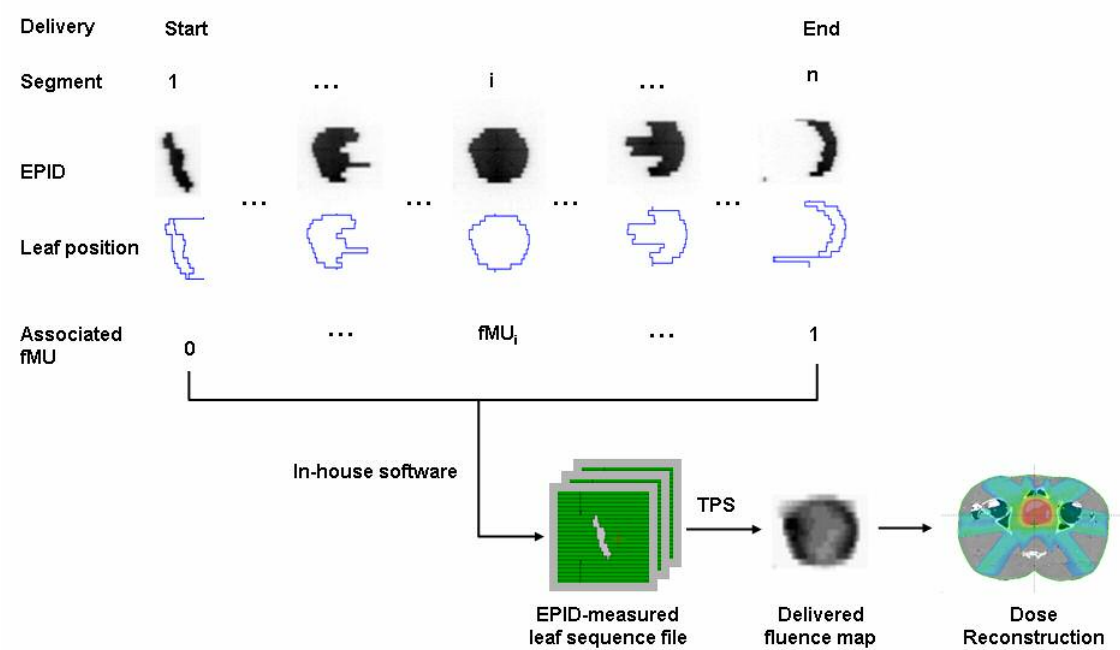 Delivery Start End
Segment 1 ... i ... n
EPID
... ... ... ...
Leaf position
Associated
fMU
0 ... fMUi ... 1
In-house software
TPS
EPID-measured
leaf sequence file
Delivered
fluence map
Dose
Reconstruction